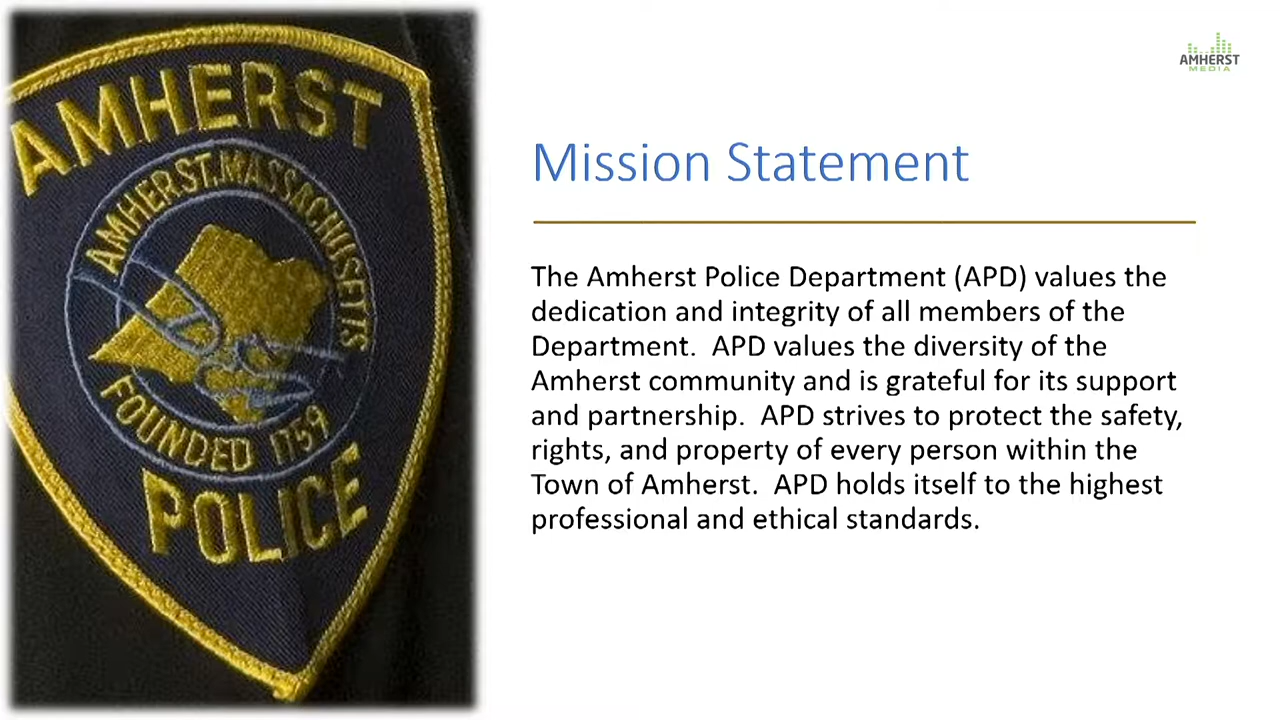 AMHERST
AMHERST, MASSACHUSETTS
FOUNDED 1759
POLICE
AMHERST
MEDIA
Mission Statement
The Amherst Police Department (APD) values the
dedication and integrity of all members of the
Department.  APD values the diversity of the
Amherst community and is grateful for its support
and partnership.  APD strives to protect the safety,
rights, and property of every person within the
Town of Amherst.  APD holds itself to the highest
professional and ethical standards.